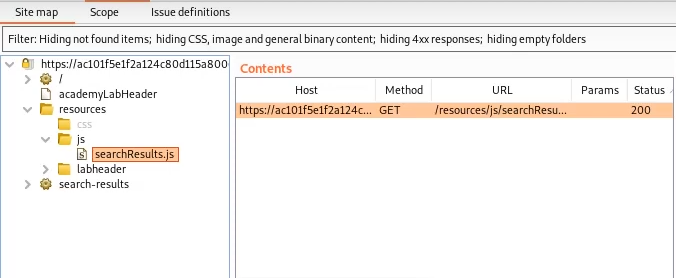 Site map Scope Issue definitions
Filter: Hiding not found items; hiding CSS, image and general binary content; hiding 4xx responses; hiding empty folders
https://ac101f5e1f2a124c80d115a800
/
academyLabHeader
resources
css
js
searchResults.js
labheader
search-results
Contents
Host Method URL Params Status
https://ac101f5e1f2a124c... GET /resources/js/searchResu... 200